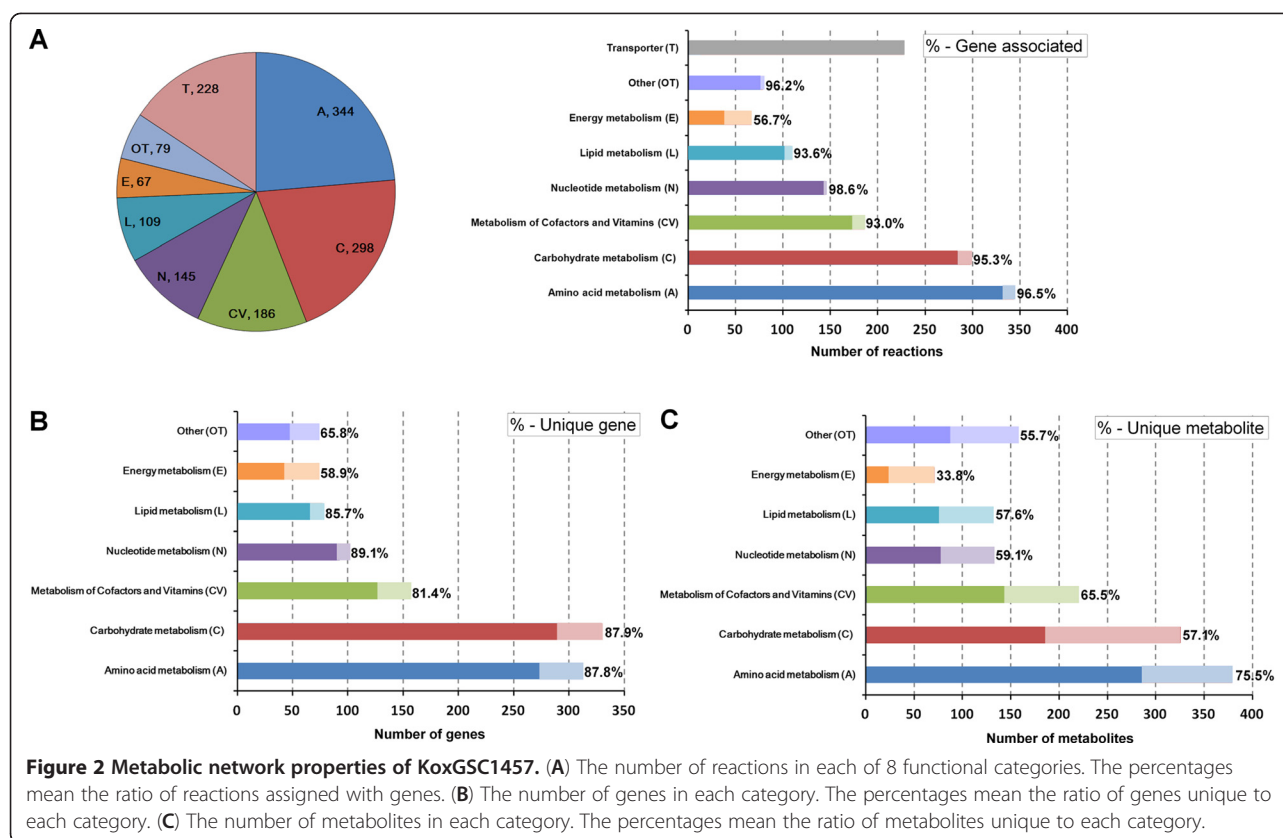 A
T, 228
A, 344
OT, 79
E, 67
L, 109
C, 298
N, 145
CV, 186
% - Gene associated
Transporter (T)
Other (OT) 96.2%
Energy metabolism (E) 56.7%
Lipid metabolism (L) 93.6%
Nucleotide metabolism (N) 98.6%
Metabolism of Cofactors and Vitamins (CV) 93.0%
Carbohydrate metabolism (C) 95.3%
Amino acid metabolism (A) 96.5%
0 50 100 150 200 250 300 350 400
Number of reactions
B
% - Unique gene
Other (OT) 65.8%
Energy metabolism (E) 58.9%
Lipid metabolism (L) 85.7%
Nucleotide metabolism (N) 89.1%
Metabolism of Cofactors and Vitamins (CV) 81.4%
Carbohydrate metabolism (C) 87.9%
Amino acid metabolism (A) 87.8%
0 50 100 150 200 250 300 350
Number of genes
C
% - Unique metabolite
Other (OT) 55.7%
Energy metabolism (E) 33.8%
Lipid metabolism (L) 57.6%
Nucleotide metabolism (N) 59.1%
Metabolism of Cofactors and Vitamins (CV) 65.5%
Carbohydrate metabolism (C) 57.1%
Amino acid metabolism (A) 75.5%
0 50 100 150 200 250 300 350 400
Number of metabolites
Figure 2 Metabolic network properties of KoxGSC1457. (A) The number of reactions in each of 8 functional categories. The percentages
mean the ratio of reactions assigned with genes. (B) The number of genes in each category. The percentages mean the ratio of genes unique to
each category. (C) The number of metabolites in each category. The percentages mean the ratio of metabolites unique to each category.